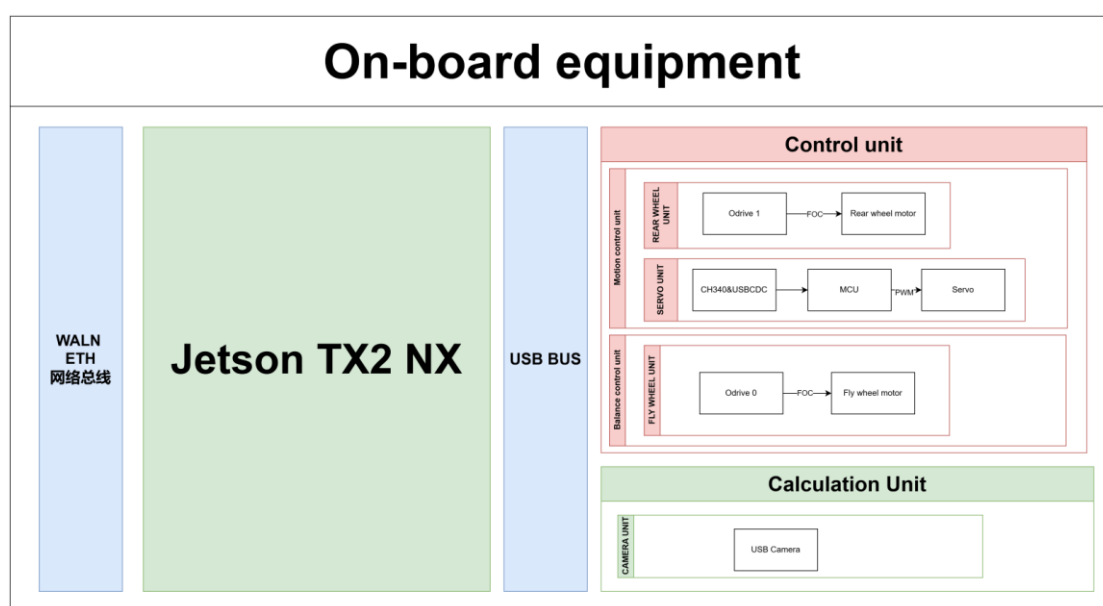 On-board equipment
WALN
ETH
网络总线
Jetson TX2 NX
USB BUS
Control unit
Motion control unit
REAR WHEEL
UNIT
Odrive 1
FOC
Rear wheel motor
SERVO UNIT
CH340&USBCDC
MCU
PWM
Servo
Balance control unit
FLY WHEEL UNIT
Odrive 0
FOC
Fly wheel motor
Calculation Unit
CAMERA UNIT
USB Camera